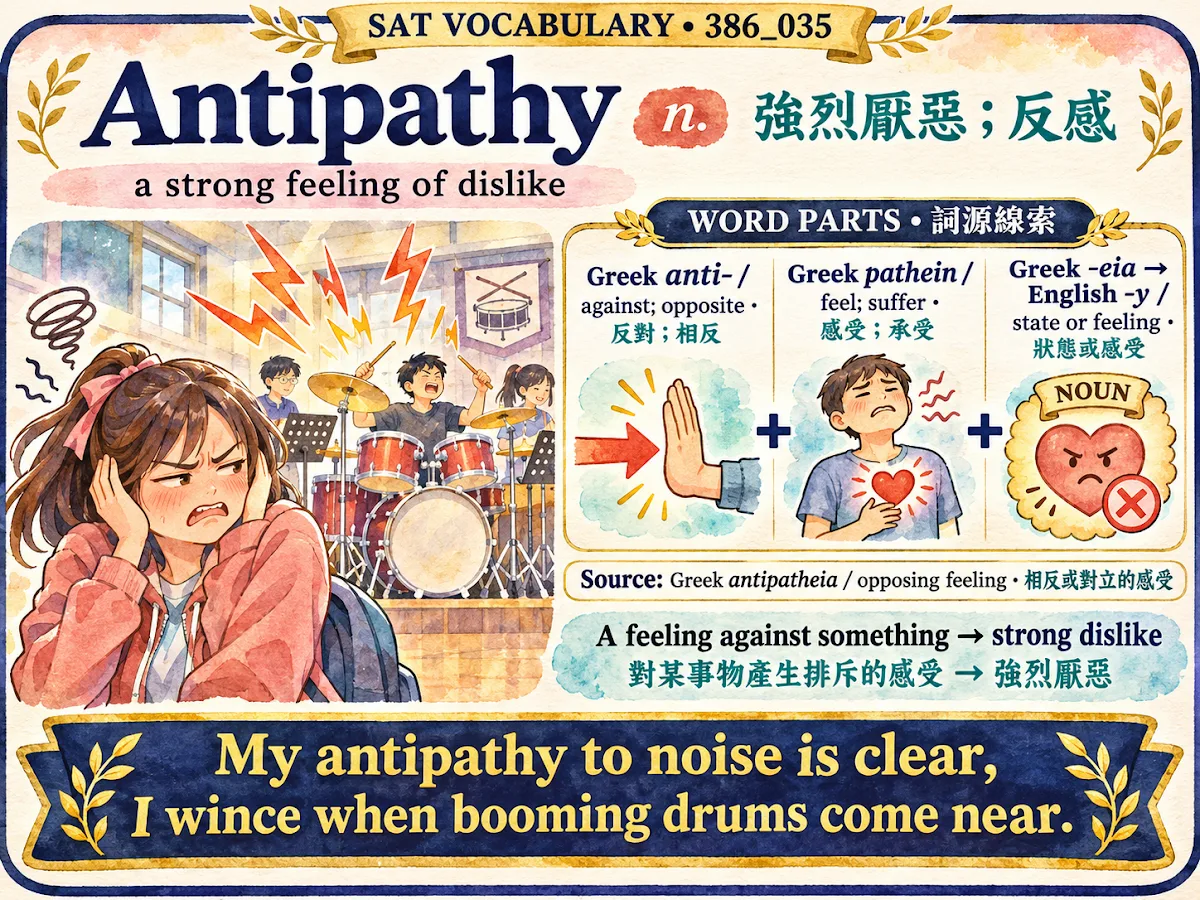 SAT VOCABULARY • 386_035
Antipathy
n.
強烈厭惡；反感
a strong feeling of dislike
WORD PARTS • 詞源線索
Greek anti- /
against; opposite •
反對；相反
Greek pathein /
feel; suffer •
感受；承受
Greek -eia →
English -y /
state or feeling •
狀態或感受
NOUN
Source: Greek antipatheia / opposing feeling • 相反或對立的感受
A feeling against something → strong dislike
對某事物產生排斥的感受 → 強烈厭惡
My antipathy to noise is clear,
I wince when booming drums come near.